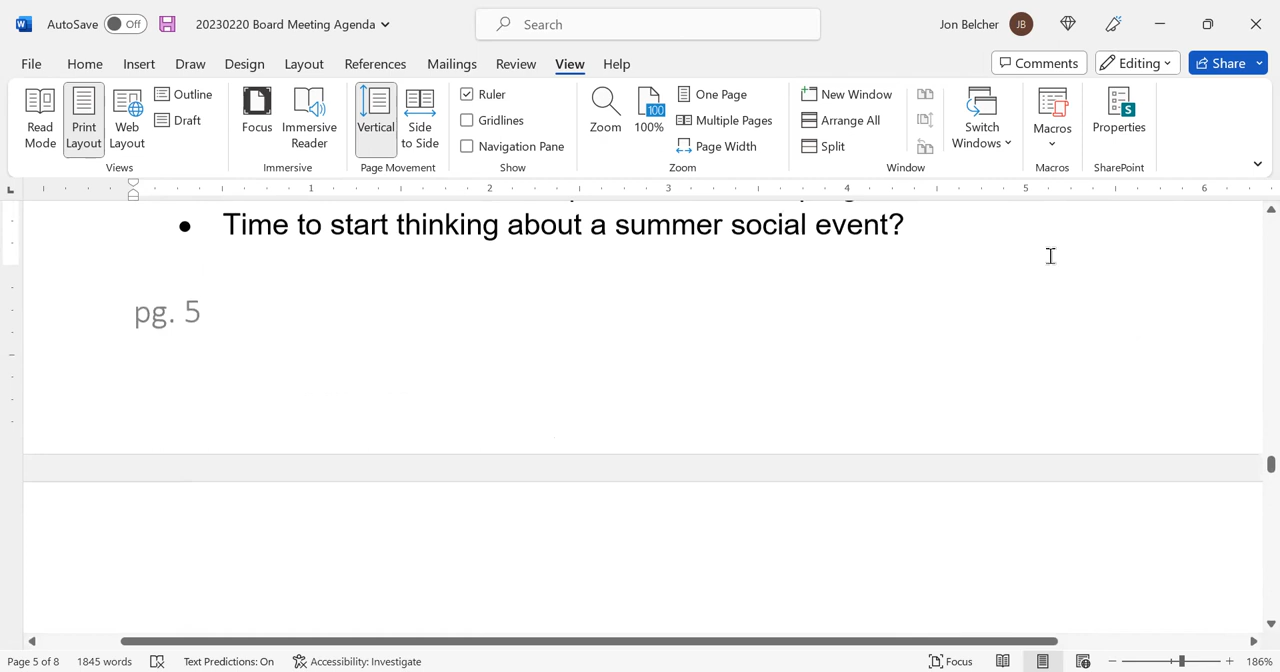 AutoSave Off 20230220 Board Meeting Agenda Search Jon Belcher JB
File Home Insert Draw Design Layout References Mailings Review View Help Comments Editing Share
Read Mode Print Layout Web Layout Outline Draft
Views
Focus Immersive Reader
Immersive
Vertical Side to Side
Page Movement
Ruler
Gridlines
Navigation Pane
Show
Zoom 100 100% One Page
Multiple Pages
Page Width
Zoom
New Window
Arrange All
Split
Switch Windows
Window
Macros
Macros
Properties
SharePoint
1 2 3 4 5 6
• Time to start thinking about a summer social event?
pg. 5
Page 5 of 8 1845 words Text Predictions: On Accessibility: Investigate Focus 186%